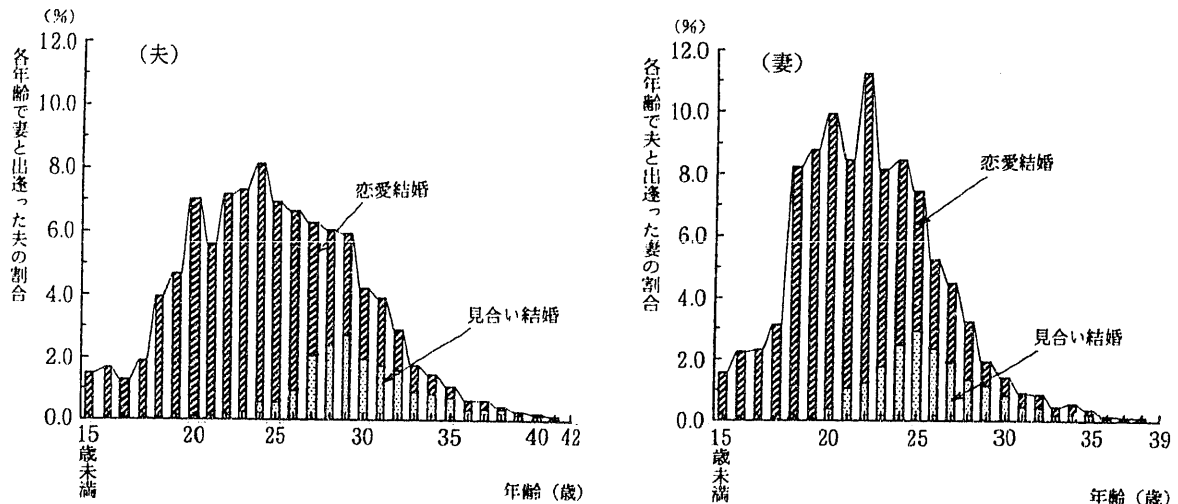 (%)
(夫)
各年齢で妻と出逢った夫の割合
12.0
10.0
8.0
6.0
4.0
2.0
0.0
恋愛結婚
見合い結婚
15 20 25 30 35 40 42
歳未満
年齢(歳)
(%)
(妻)
各年齢で夫と出逢った妻の割合
12.0
10.0
8.0
6.0
4.0
2.0
0.0
恋愛結婚
見合い結婚
15 20 25 30 35 39
歳未満
年齢(歳)